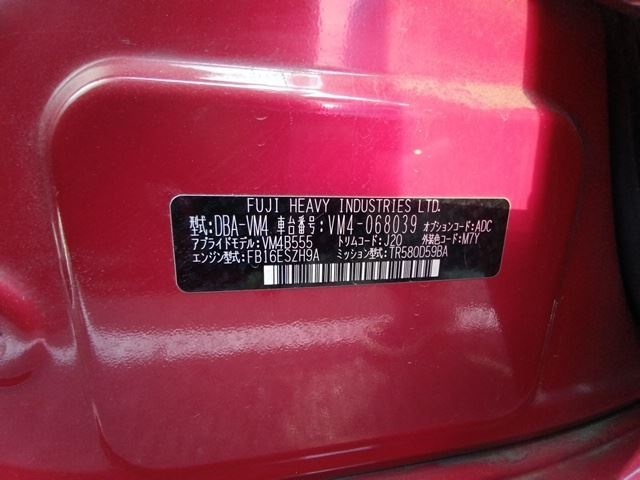 FUJI HEAVY INDUSTRIES LTD.
型式:DBA-VM4 車台番号:VM4-068039 オプションコード:ADC
アプライドモデル:VM4B555 トリムコード:J20 外装色コード:M7Y
エンジン型式:FB16ESZH9A ミッション型式:TR580D59BA